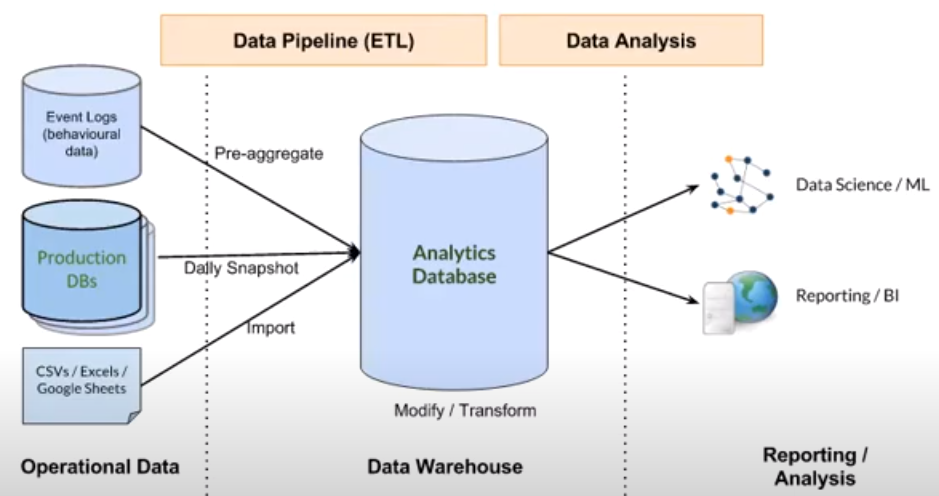 Data Pipeline (ETL)
Data Analysis
Event Logs
(behavioural
data)
Pre-aggregate
Production
DBs
Daily Snapshot
Import
CSVs / Excels /
Google Sheets
Analytics
Database
Modify / Transform
Data Science / ML
Reporting / BI
Operational Data
Data Warehouse
Reporting /
Analysis